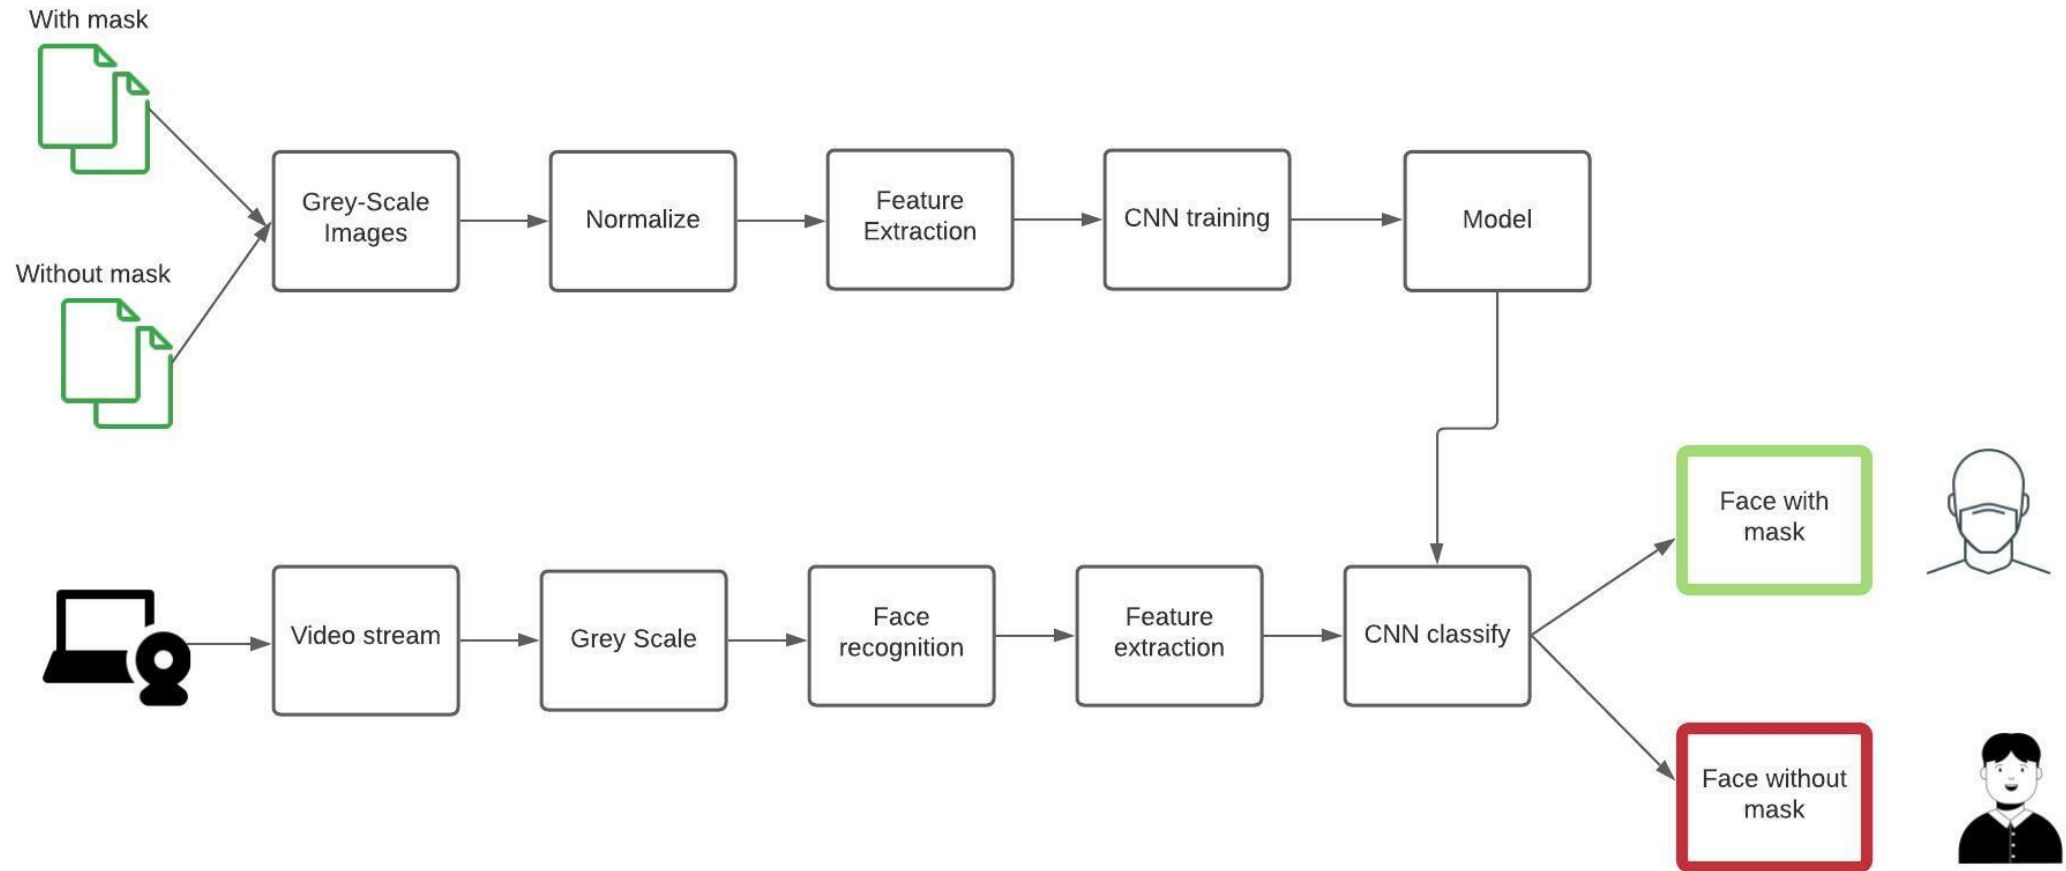 With mask
Without mask
Grey-Scale
Images
Normalize
Feature
Extraction
CNN training
Model
Video stream
Grey Scale
Face
recognition
Feature
extraction
CNN classify
Face with
mask
Face without
mask